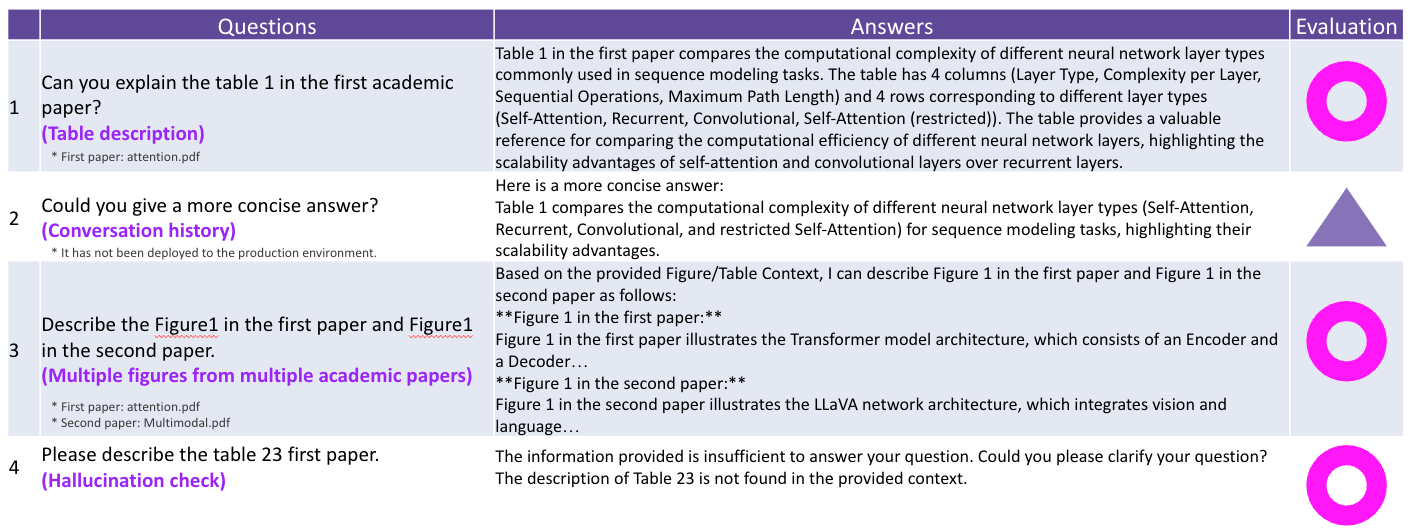 Questions
Answers
Evaluation
1
Can you explain the table 1 in the first academic
paper?
(Table description)
* First paper: attention.pdf
Table 1 in the first paper compares the computational complexity of different neural network layer types
commonly used in sequence modeling tasks. The table has 4 columns (Layer Type, Complexity per Layer,
Sequential Operations, Maximum Path Length) and 4 rows corresponding to different layer types
(Self-Attention, Recurrent, Convolutional, Self-Attention (restricted)). The table provides a valuable
reference for comparing the computational efficiency of different neural network layers, highlighting the
scalability advantages of self-attention and convolutional layers over recurrent layers.
2
Could you give a more concise answer?
(Conversation history)
* It has not been deployed to the production environment.
Here is a more concise answer:
Table 1 compares the computational complexity of different neural network layer types (Self-Attention,
Recurrent, Convolutional, and restricted Self-Attention) for sequence modeling tasks, highlighting their
scalability advantages.
3
Describe the Figure1 in the first paper and Figure1
in the second paper.
(Multiple figures from multiple academic papers)
* First paper: attention.pdf
* Second paper: Multimodal.pdf
Based on the provided Figure/Table Context, I can describe Figure 1 in the first paper and Figure 1 in the
second paper as follows:
**Figure 1 in the first paper:**
Figure 1 in the first paper illustrates the Transformer model architecture, which consists of an Encoder and
a Decoder…
**Figure 1 in the second paper:**
Figure 1 in the second paper illustrates the LLaVA network architecture, which integrates vision and
language…
4
Please describe the table 23 first paper.
(Hallucination check)
The information provided is insufficient to answer your question. Could you please clarify your question?
The description of Table 23 is not found in the provided context.